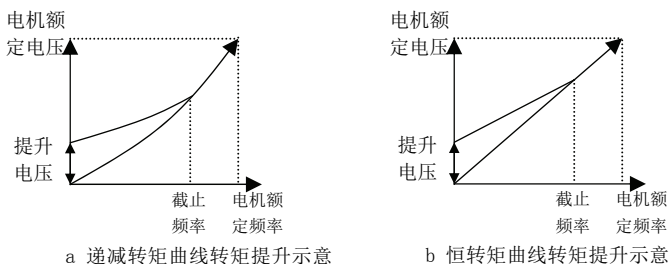 电机额
定电压
提升
电压
截止
频率
电机额
定频率
a 递减转矩曲线转矩提升示意
电机额
定电压
提升
电压
截止
频率
电机额
定频率
b 恒转矩曲线转矩提升示意